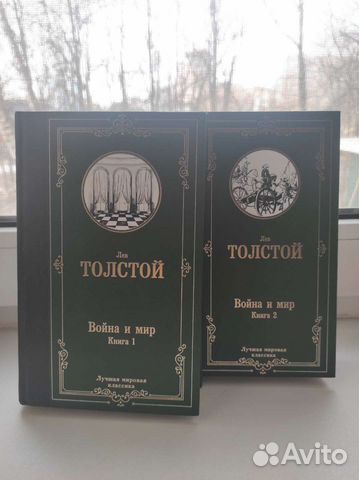 Лев
ТОЛСТОЙ
Война и мир
Книга 1
Лучшая мировая
классика
Лев
ТОЛСТОЙ
Война и мир
Книга 2
Лучшая мировая
классика
Avito